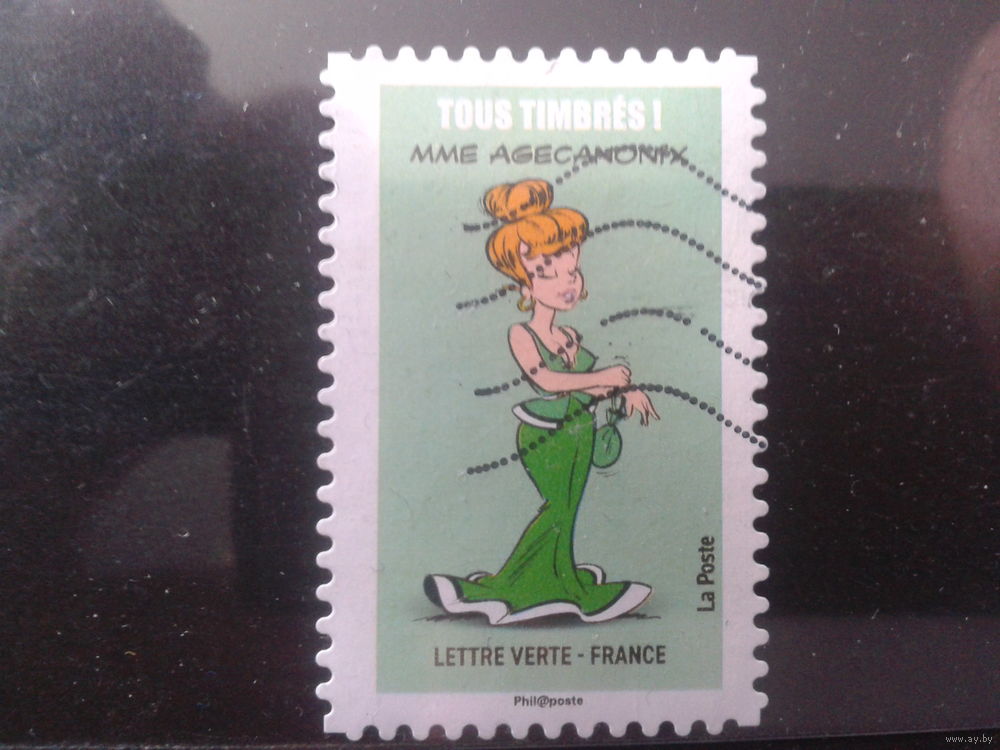 TOUS TIMBRÉS !
MME AGECANONIX
La Poste
LETTRE VERTE - FRANCE
Phil@poste
www.ay.by